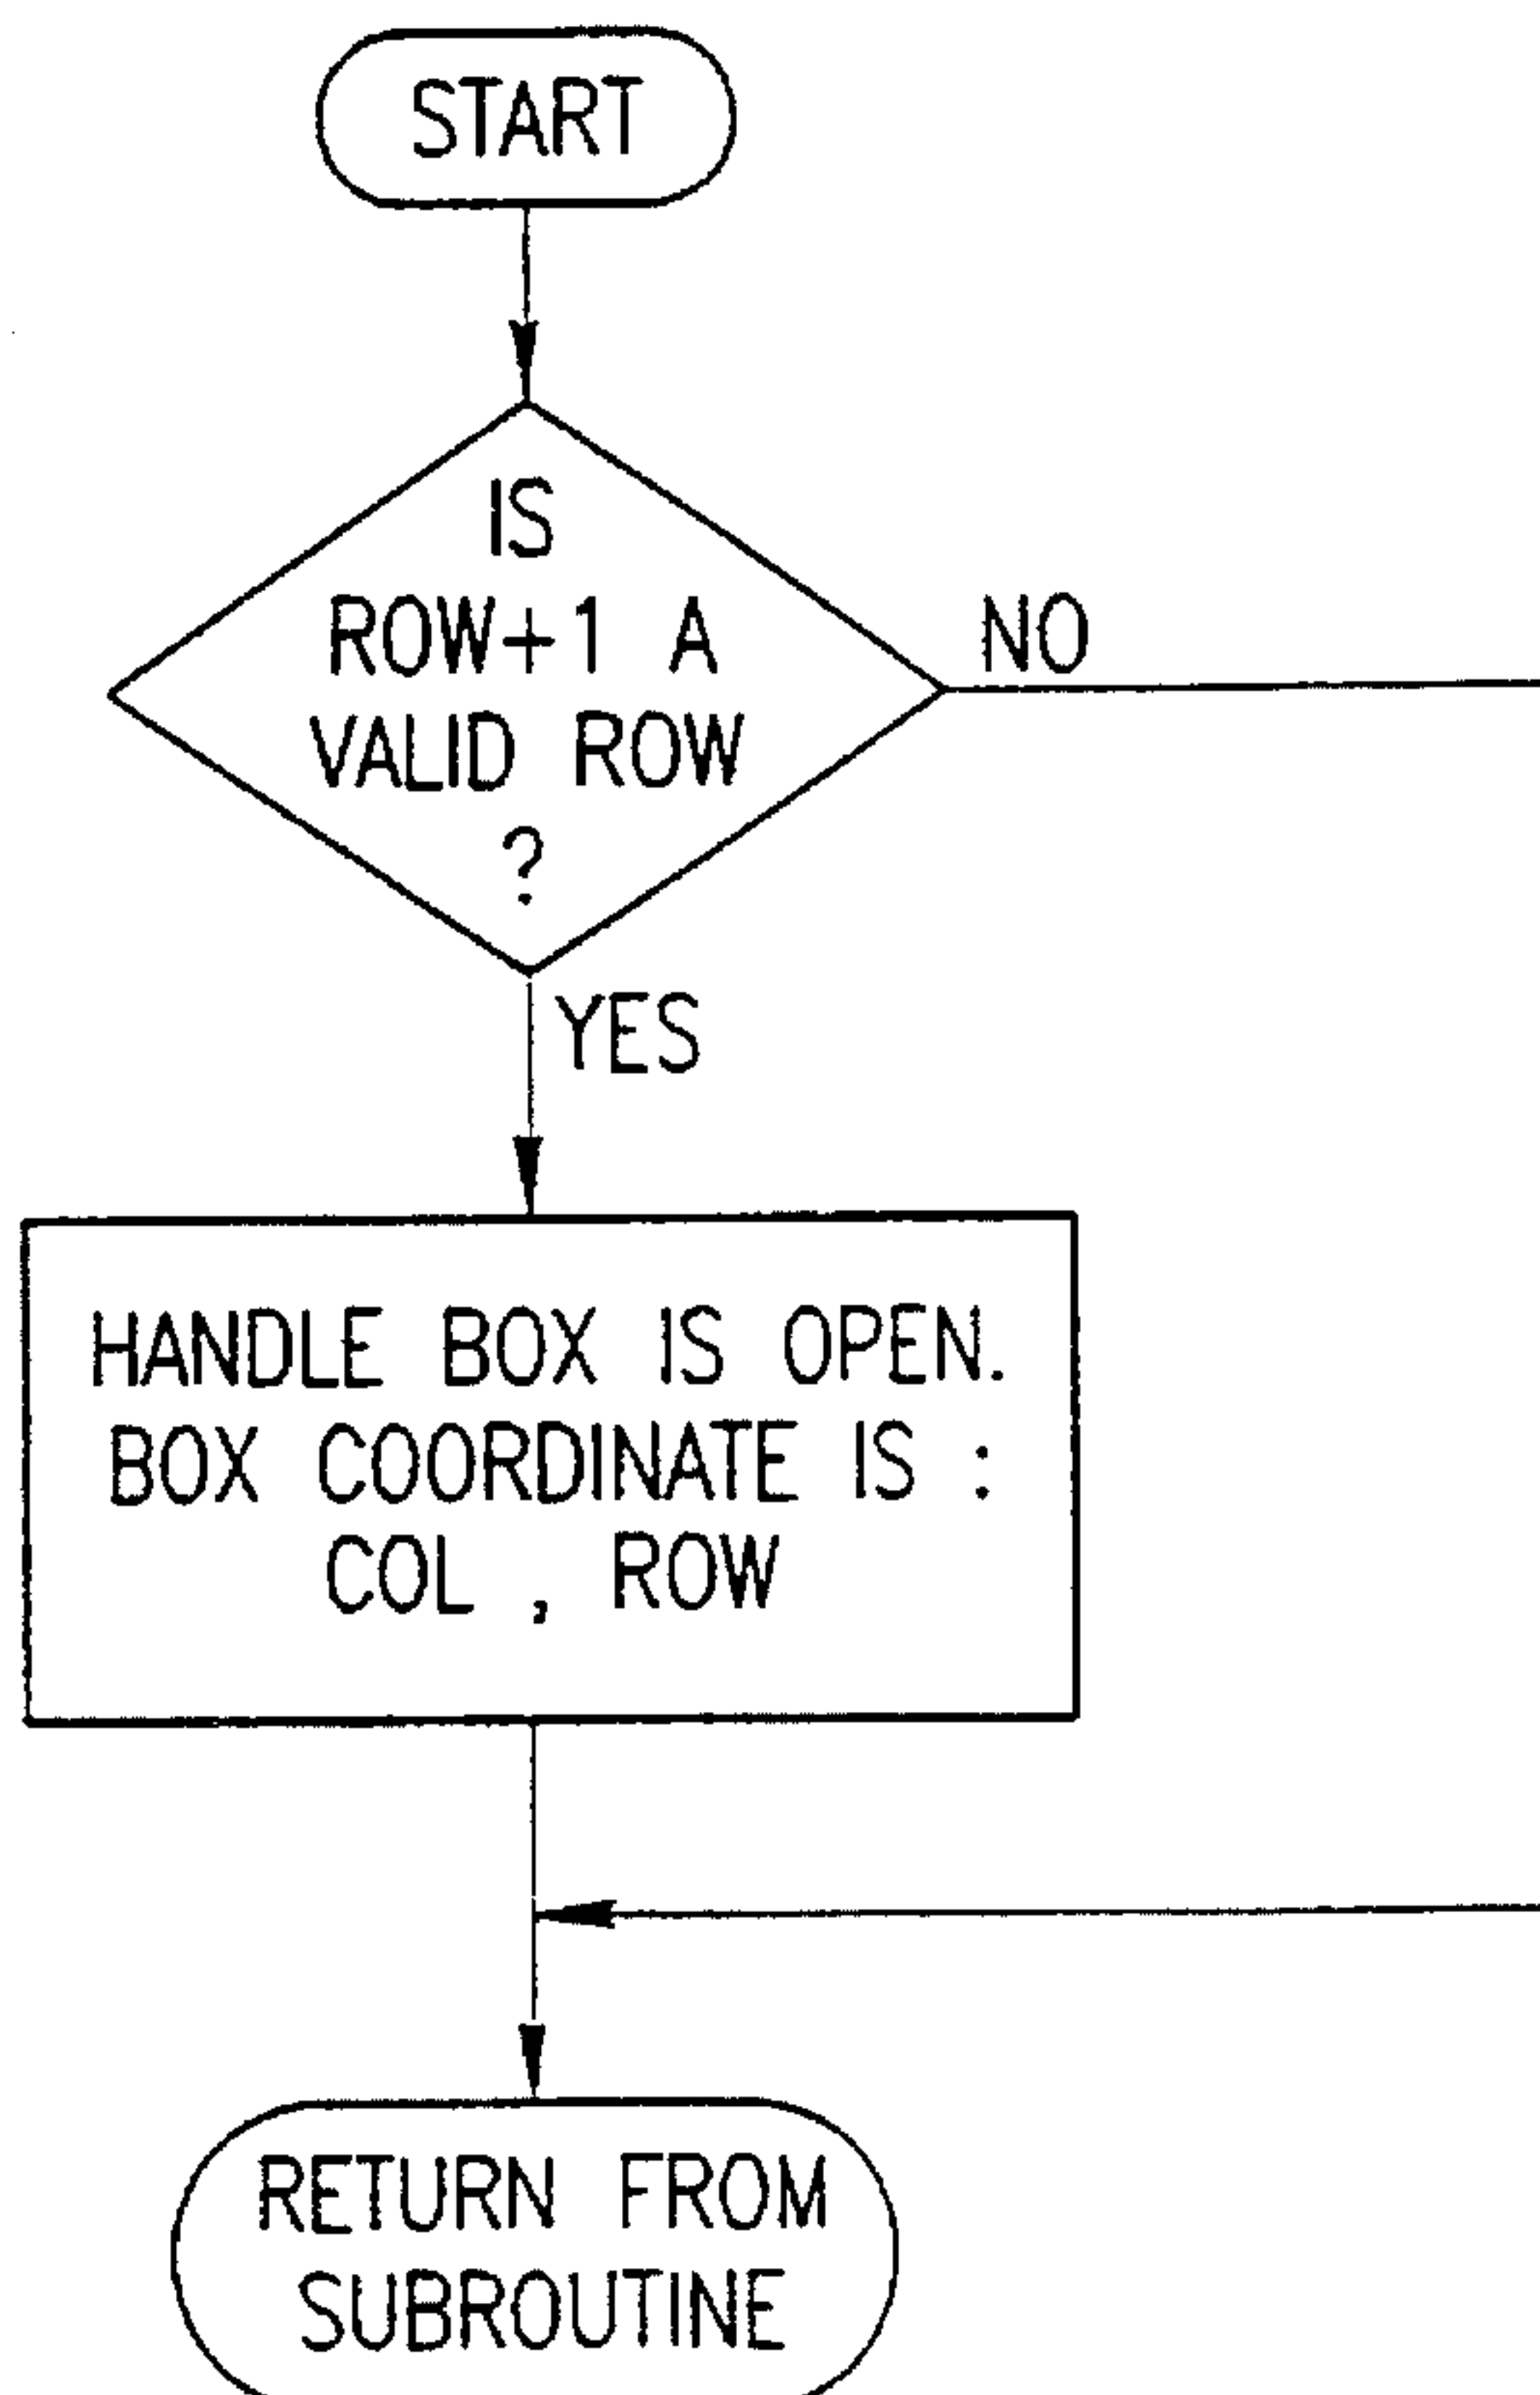 START
IS
ROW+1 A
VALID ROW
?
NO
YES
HANDLE BOX IS OPEN.
BOX COORDINATE IS :
COL , ROW
RETURN FROM
SUBROUTINE